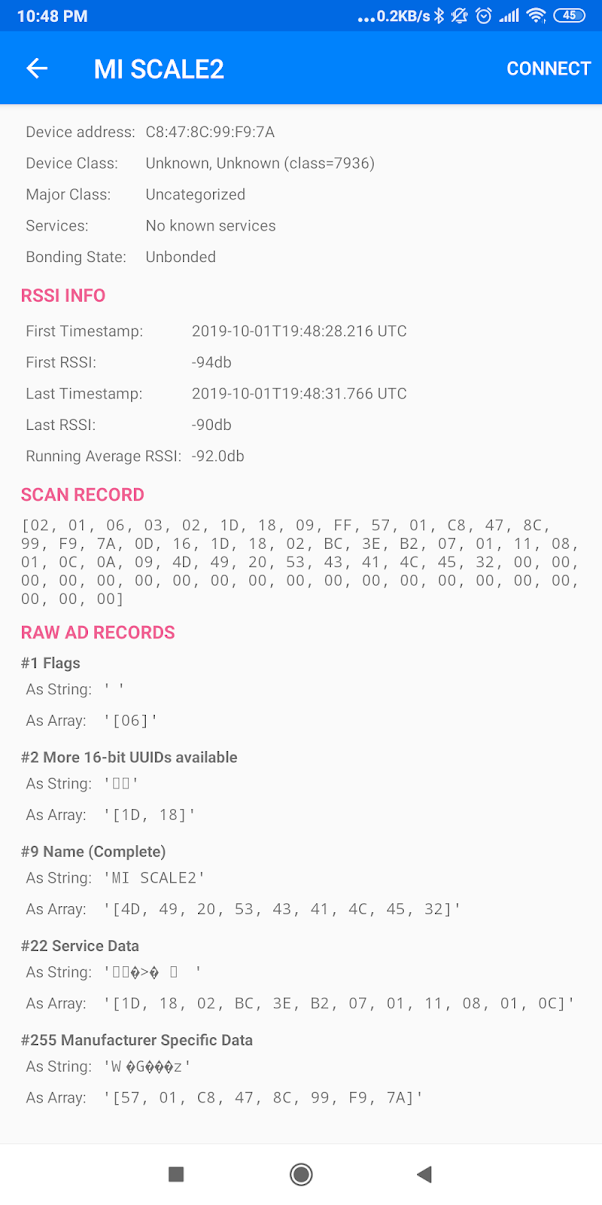 10:48 PM ...0.2KB/s 45
MI SCALE2 CONNECT
Device address: C8:47:8C:99:F9:7A
Device Class: Unknown, Unknown (class=7936)
Major Class: Uncategorized
Services: No known services
Bonding State: Unbonded
RSSI INFO
First Timestamp: 2019-10-01T19:48:28.216 UTC
First RSSI: -94db
Last Timestamp: 2019-10-01T19:48:31.766 UTC
Last RSSI: -90db
Running Average RSSI: -92.0db
SCAN RECORD
[02, 01, 06, 03, 02, 1D, 18, 09, FF, 57, 01, C8, 47, 8C,
99, F9, 7A, 0D, 16, 1D, 18, 02, BC, 3E, B2, 07, 01, 11, 08,
01, 0C, 0A, 09, 4D, 49, 20, 53, 43, 41, 4C, 45, 32, 00, 00,
00, 00, 00, 00, 00, 00, 00, 00, 00, 00, 00, 00, 00, 00, 00,
00, 00, 00]
RAW AD RECORDS
#1 Flags
As String: ' '
As Array: '[06]'
#2 More 16-bit UUIDs available
As String: '▯▯'
As Array: '[1D, 18]'
#9 Name (Complete)
As String: 'MI SCALE2'
As Array: '[4D, 49, 20, 53, 43, 41, 4C, 45, 32]'
#22 Service Data
As String: '▯▯�>� ▯ '
As Array: '[1D, 18, 02, BC, 3E, B2, 07, 01, 11, 08, 01, 0C]'
#255 Manufacturer Specific Data
As String: 'W �G���z'
As Array: '[57, 01, C8, 47, 8C, 99, F9, 7A]'